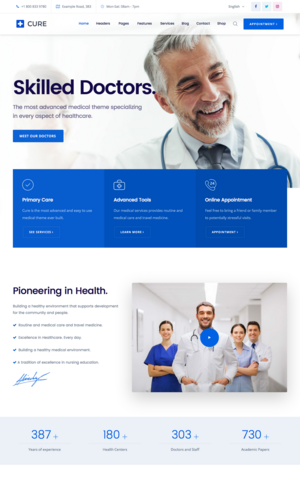 +1 800 833 9780
Example Road, 384
Mon-Sat: 08am - 7pm
English
CURE
Home Headers Pages Features Services Blog Contact Shop
APPOINTMENT
Skilled Doctors.
The most advanced medical theme specializing
in every aspect of healthcare.
MEET OUR DOCTORS
Primary Care
Cure is the most advanced and easy to use
medical theme ever built.
SEE SERVICES
Advanced Tools
Our medical services provides routine and
medical care and travel medicine.
LEARN MORE
Online Appointment
Feel free to bring a friend or family member
to potentially stressful visits.
APPOINTMENT
Pioneering in Health.
Building a healthy environment that supports development
for the community and people.
Routine and medical care and travel medicine.
Excellence in Healthcare. Every day.
Building a healthy medical environment.
A tradition of excellence in nursing education.
387 +
Years of experience
180 +
Health Centers
303 +
Doctors and Staff
730 +
Academic Papers